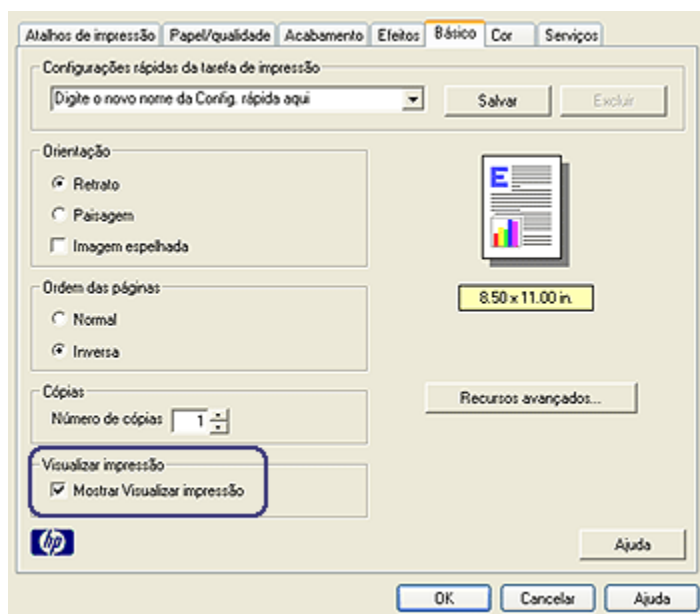 Atalhos de impressão Papel/qualidade Acabamento Efeitos Básico Cor Serviços
Configurações rápidas da tarefa de impressão
Digite o novo nome da Config. rápida aqui Salvar Excluir
Orientação
Retrato
Paisagem
Imagem espelhada
E
8.50 x 11.00 in.
Ordem das páginas
Normal
Inversa
Cópias
Número de cópias 1
Recursos avançados...
Visualizar impressão
Mostrar Visualizar impressão
hp
Ajuda
OK Cancelar Ajuda